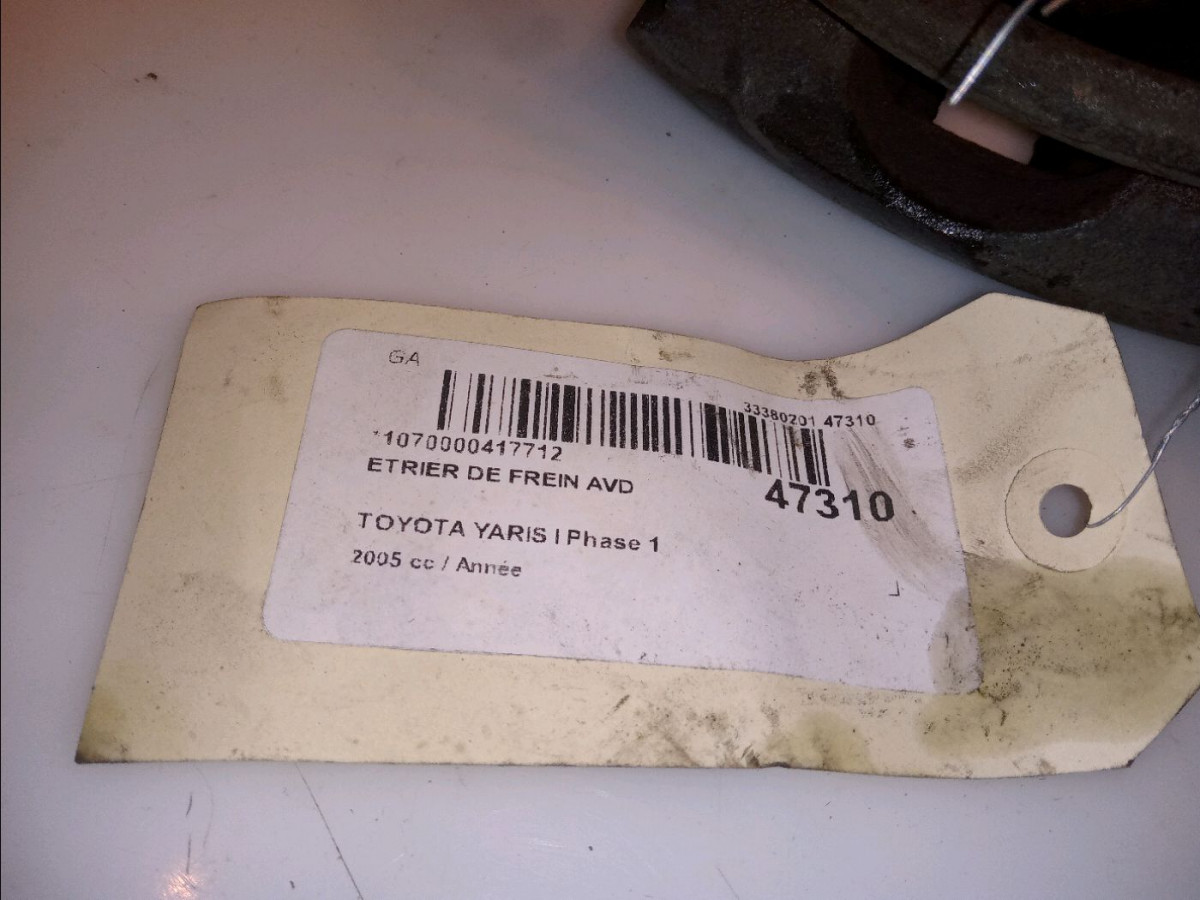 GA
33380201 47310
*1070000417712
ETRIER DE FREIN AVD
47310
TOYOTA YARIS I Phase 1
2005 cc / Année